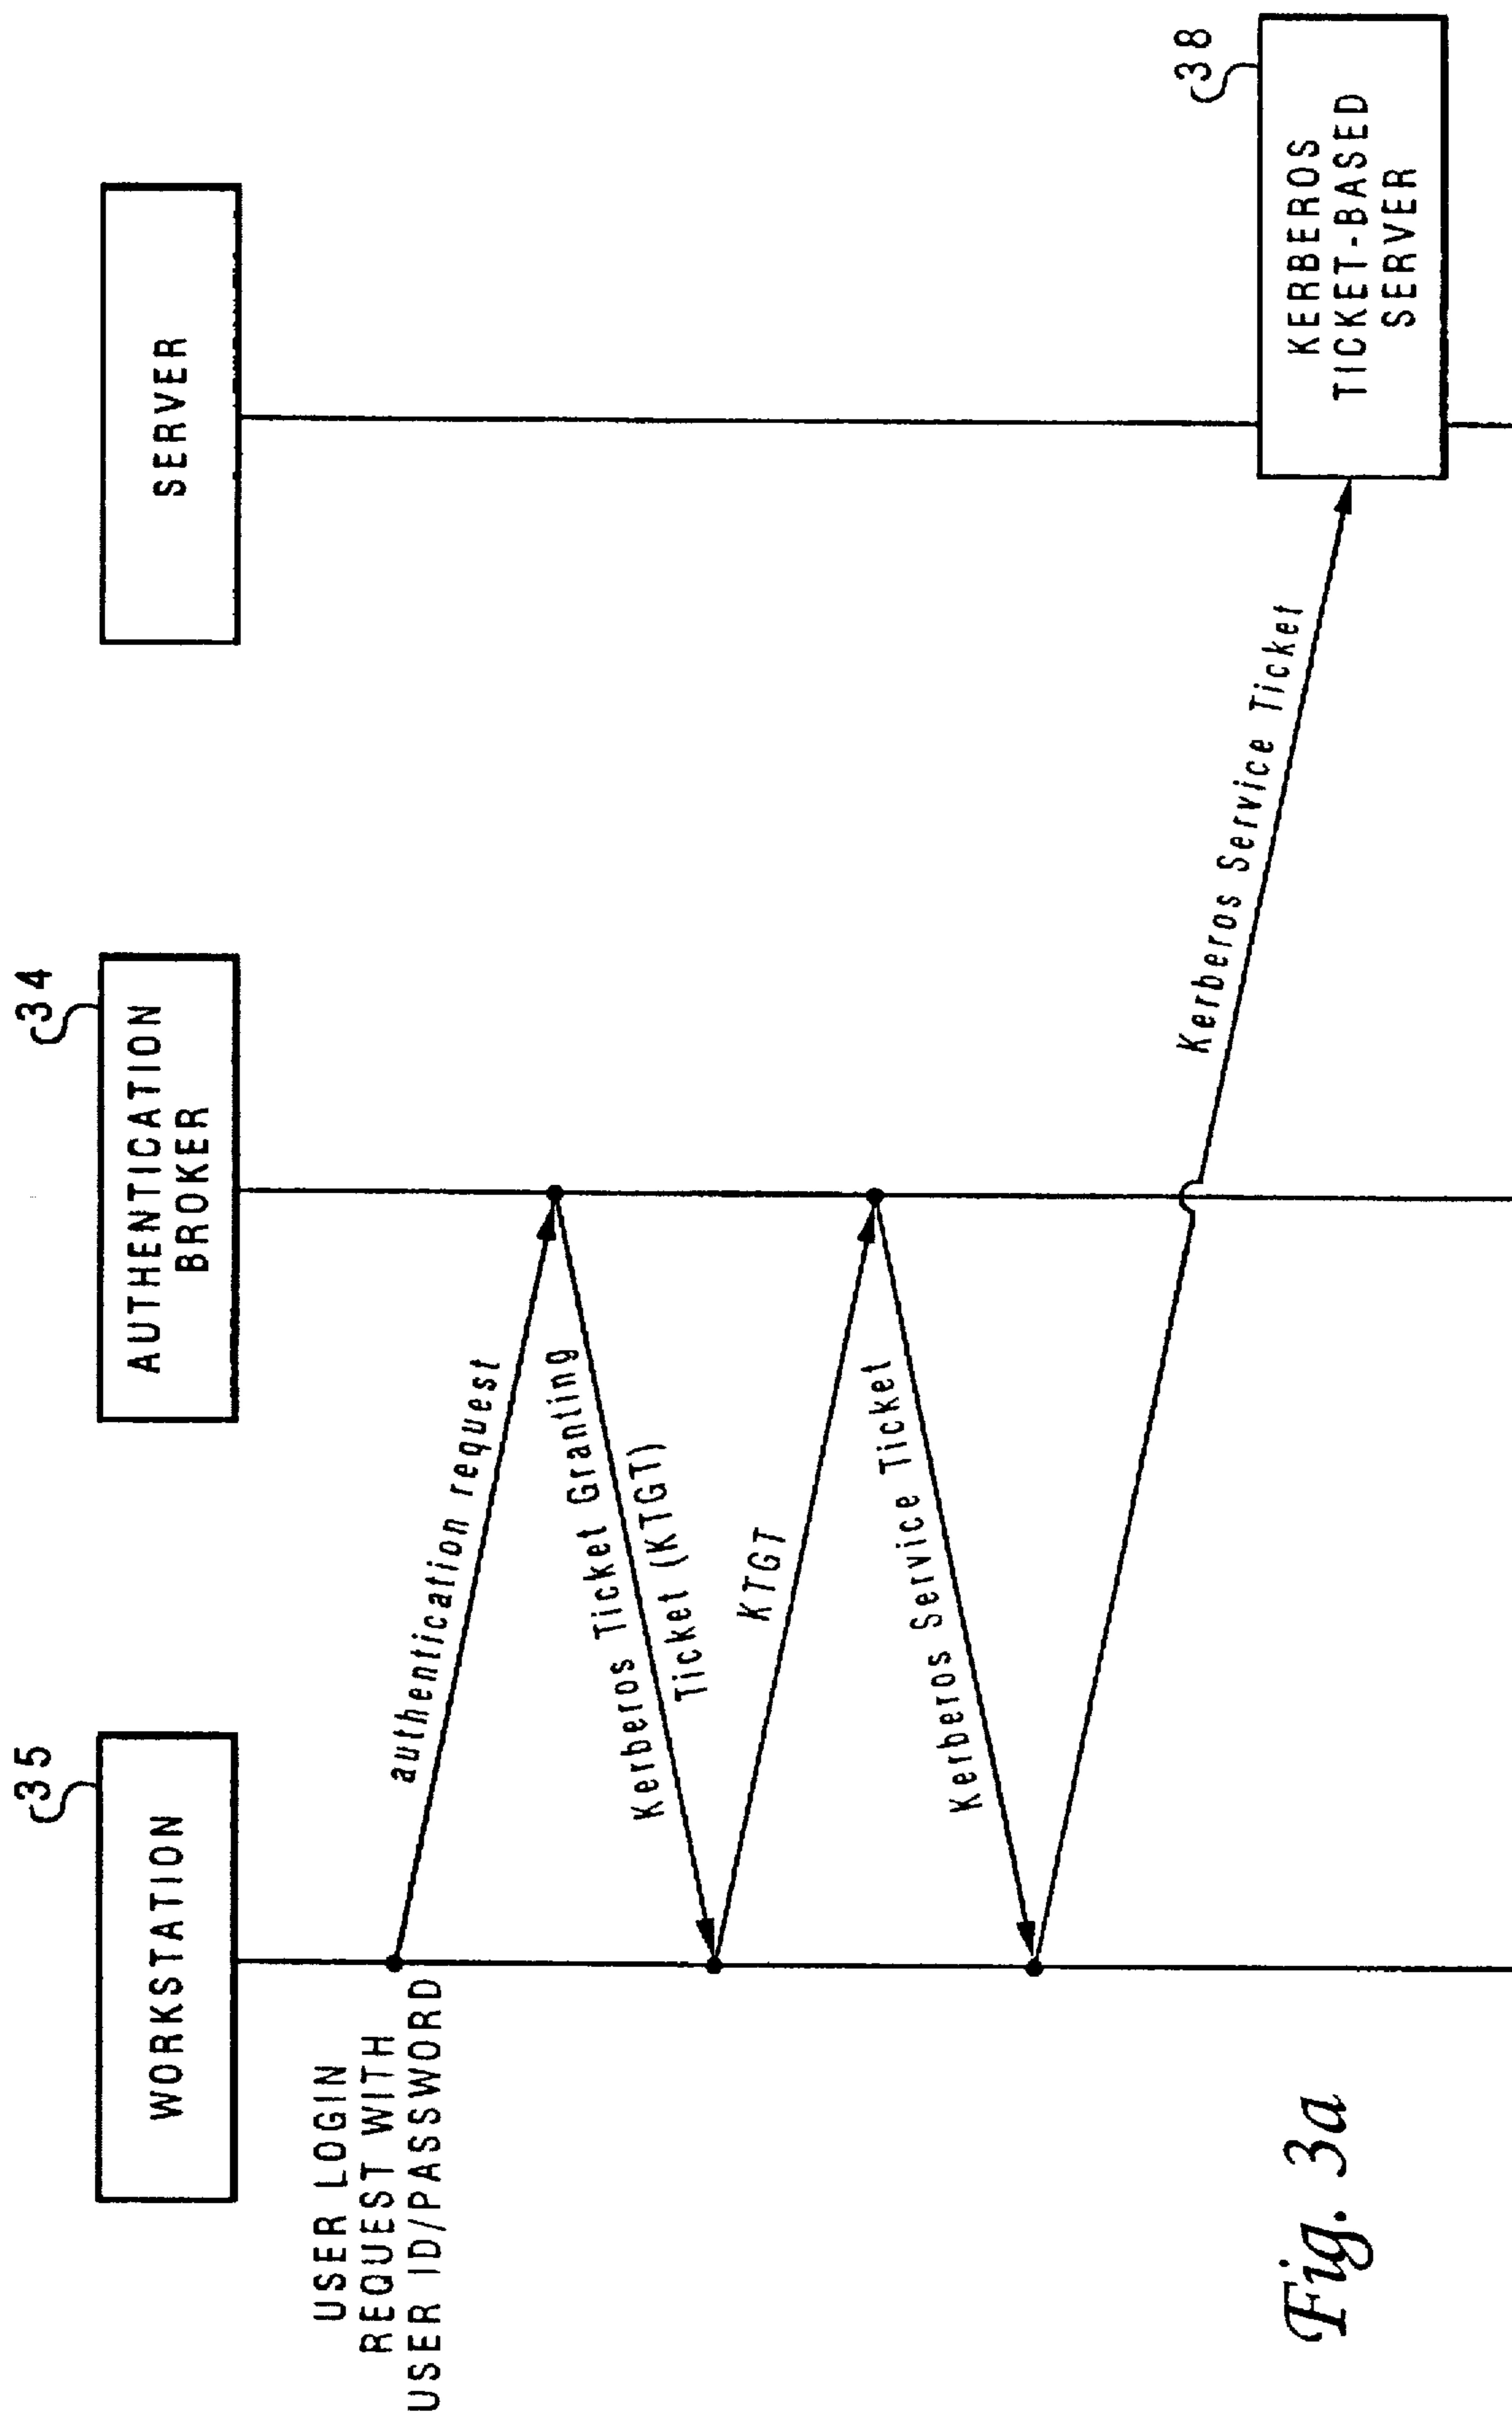 35
WORKSTATION
34
AUTHENTICATION
BROKER
SERVER
USER LOGIN
REQUEST WITH
USER ID/PASSWORD
authentication request
Kerberos Ticket Granting
Ticket (KTGT)
KTGT
Kerberos Service Ticket
Kerberos Service Ticket
38
KERBEROS
TICKET-BASED
SERVER
Fig. 3a